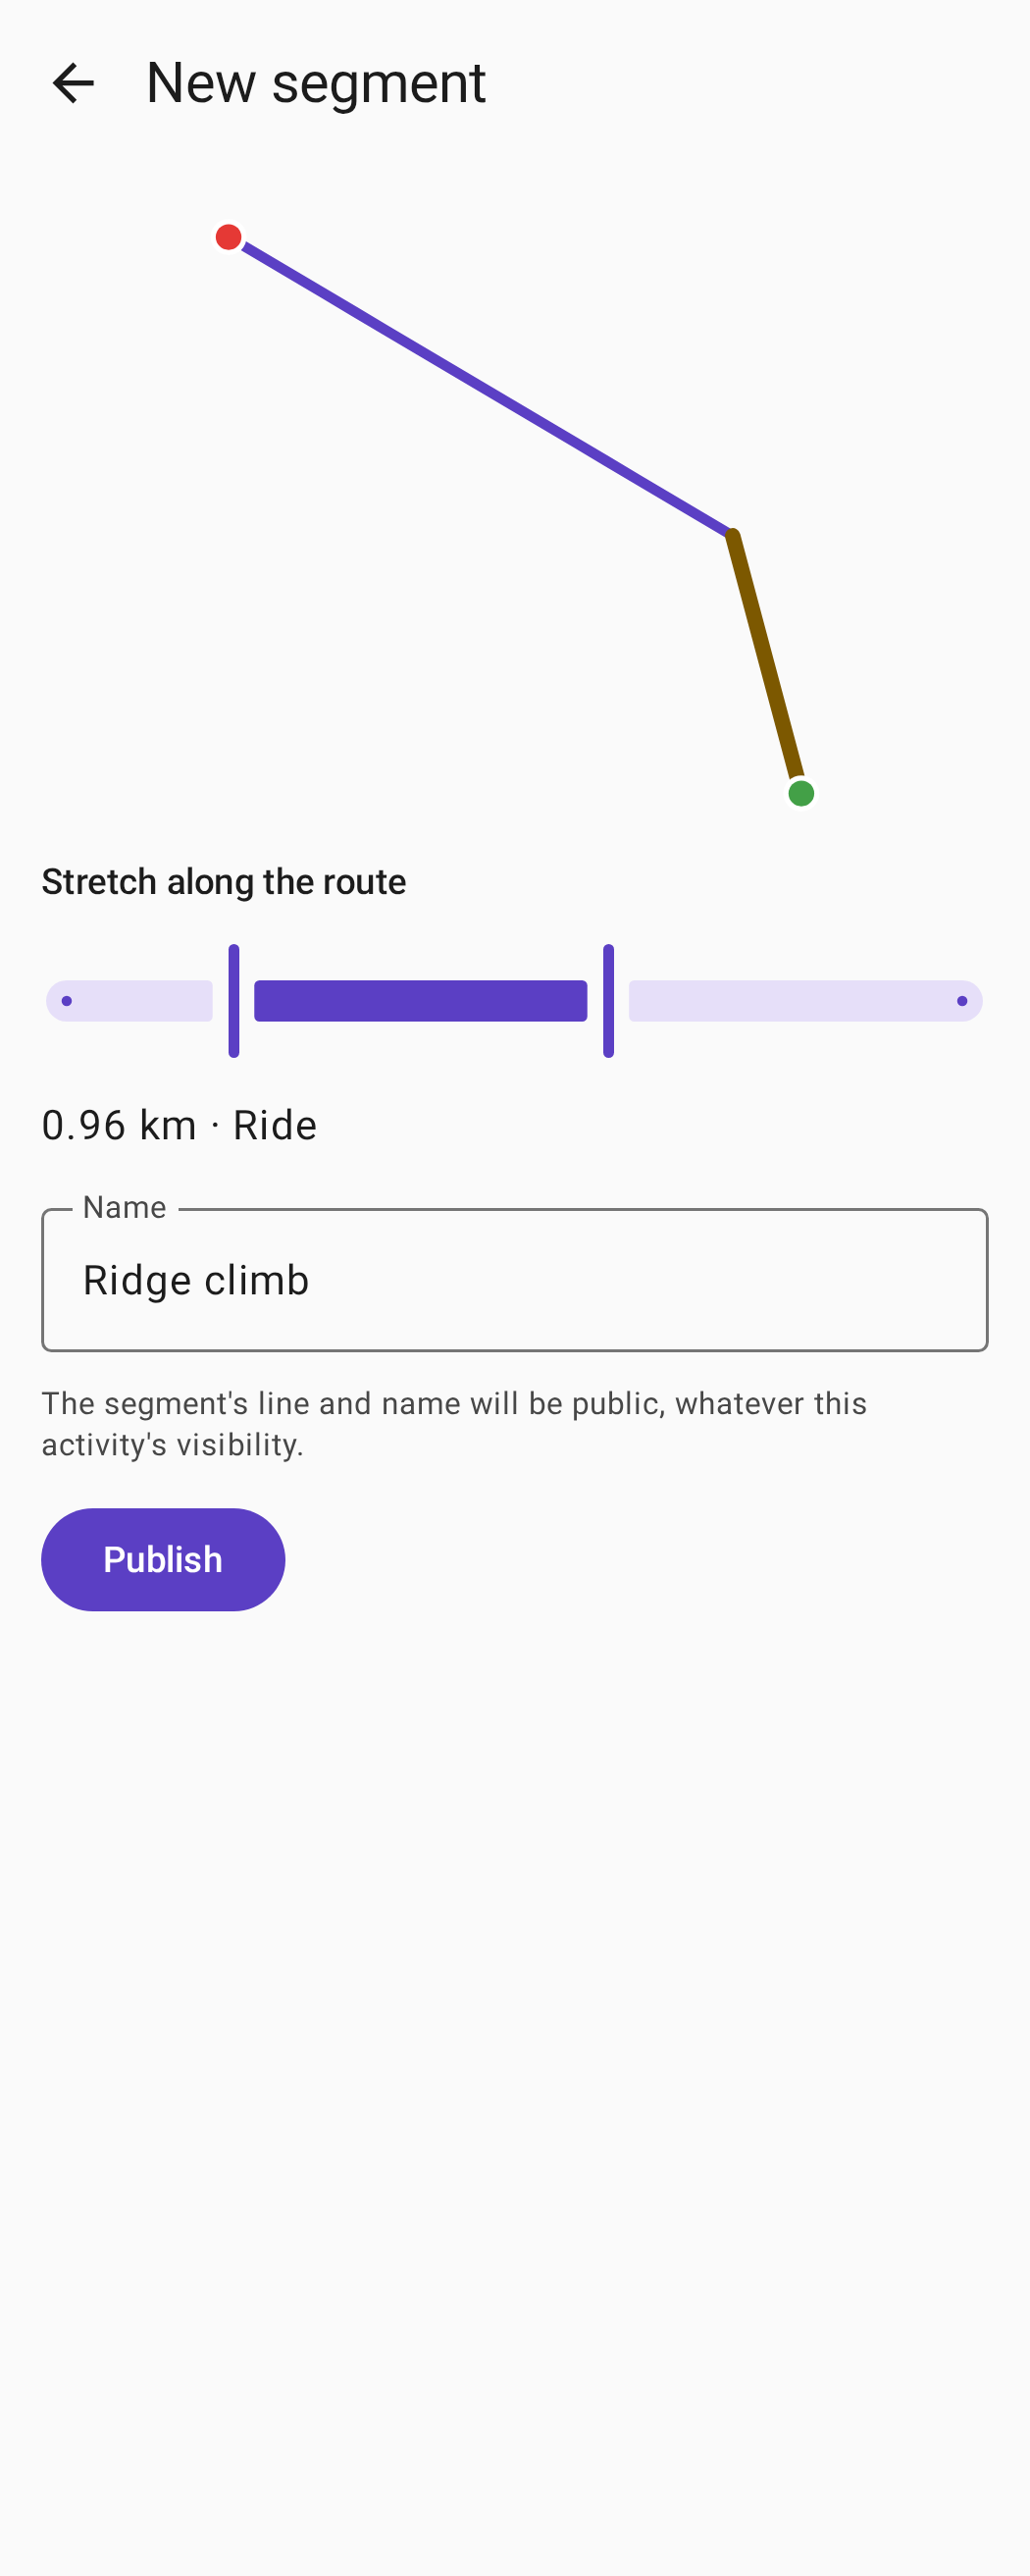 New segment
Stretch along the route
0.96 km · Ride
Name
Ridge climb
The segment's line and name will be public, whatever this
activity's visibility.
Publish